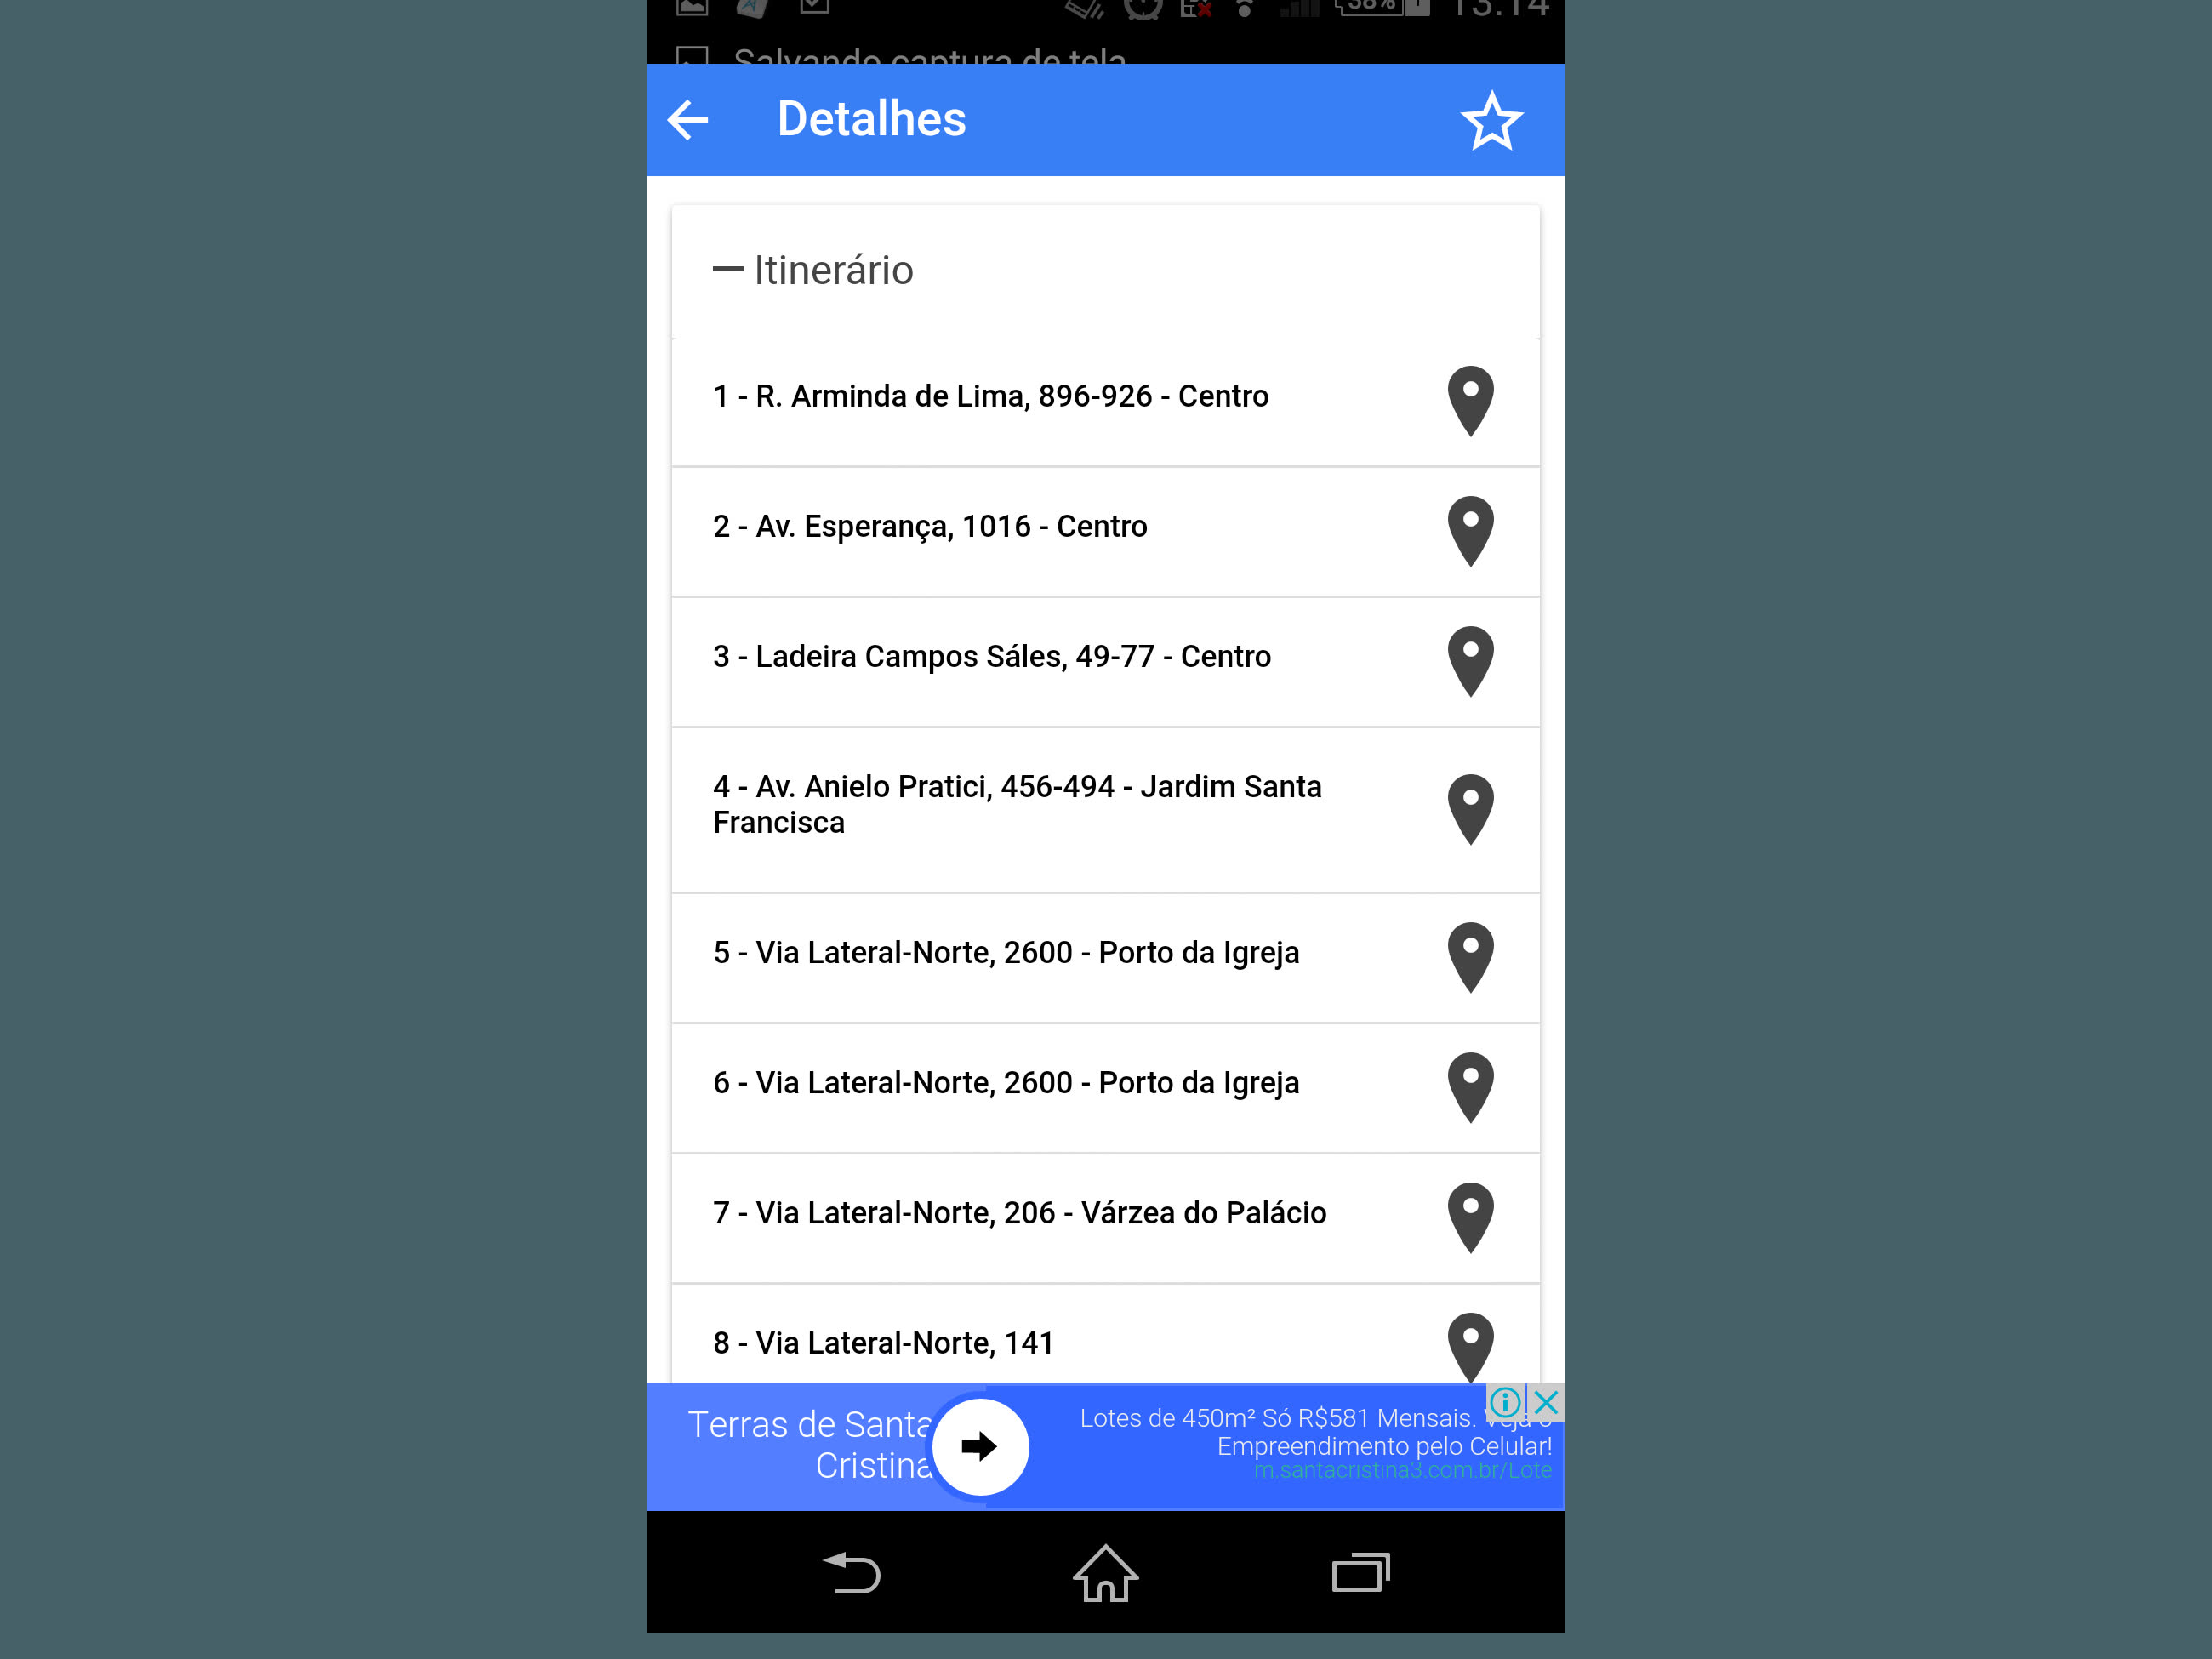 38% 13:14
Salvando captura de tela
Detalhes
Itinerário
1 - R. Arminda de Lima, 896-926 - Centro
2 - Av. Esperança, 1016 - Centro
3 - Ladeira Campos Sáles, 49-77 - Centro
4 - Av. Anielo Pratici, 456-494 - Jardim Santa
Francisca
5 - Via Lateral-Norte, 2600 - Porto da Igreja
6 - Via Lateral-Norte, 2600 - Porto da Igreja
7 - Via Lateral-Norte, 206 - Várzea do Palácio
8 - Via Lateral-Norte, 141
Terras de Santa
Cristina
Lotes de 450m² Só R$581 Mensais. Veja o
Empreendimento pelo Celular!
m.santacristina3.com.br/Lote